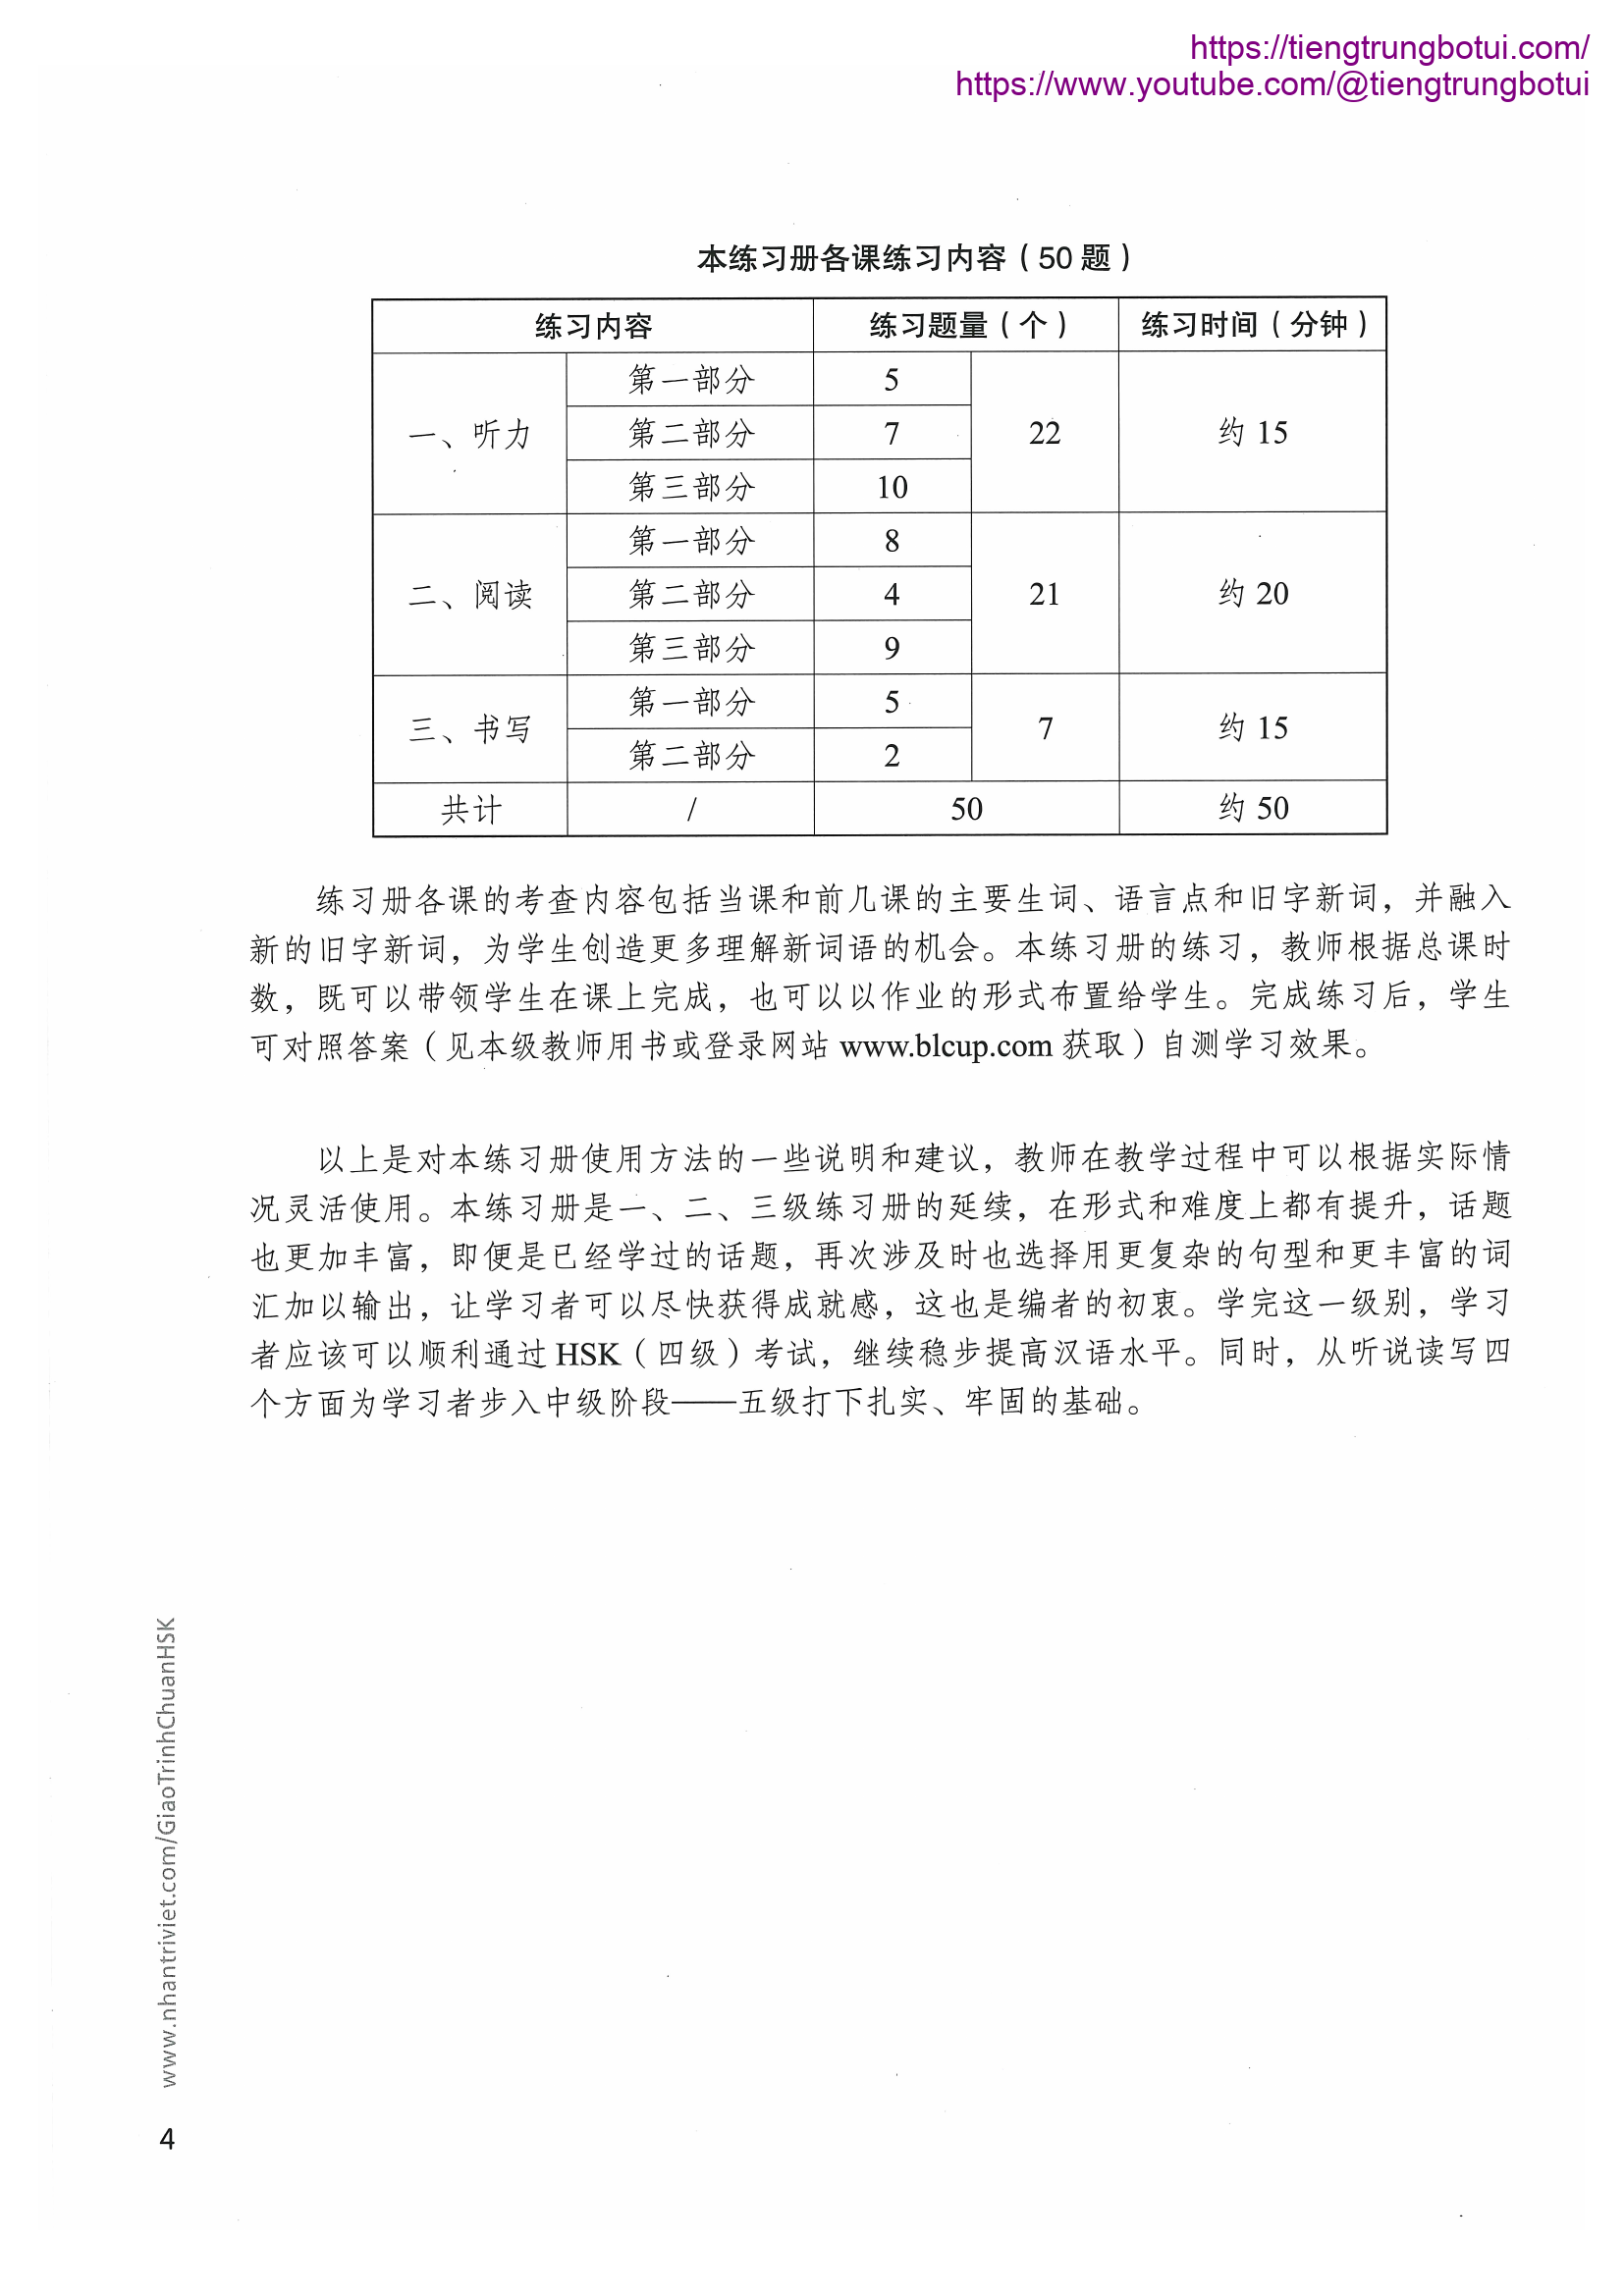 https://tiengtrungbotui.com/
https://www.youtube.com/@tiengtrungbotui
本练习册各课练习内容（50 题）
练习内容 练习题量（个） 练习时间（分钟）
一、听力 第一部分 5 22 约 15
第二部分 7
第三部分 10
二、阅读 第一部分 8 21 约 20
第二部分 4
第三部分 9
三、书写 第一部分 5 7 约 15
第二部分 2
共计 / 50 约 50
练习册各课的考查内容包括当课和前几课的主要生词、语言点和旧字新词，并融入
新的旧字新词，为学生创造更多理解新词语的机会。本练习册的练习，教师根据总课时
数，既可以带领学生在课上完成，也可以以作业的形式布置给学生。完成练习后，学生
可对照答案（见本级教师用书或登录网站 www.blcup.com 获取）自测学习效果。
以上是对本练习册使用方法的一些说明和建议，教师在教学过程中可以根据实际情
况灵活使用。本练习册是一、二、三级练习册的延续，在形式和难度上都有提升，话题
也更加丰富，即便是已经学过的话题，再次涉及时也选择用更复杂的句型和更丰富的词
汇加以输出，让学习者可以尽快获得成就感，这也是编者的初衷。学完这一级别，学习
者应该可以顺利通过 HSK（四级）考试，继续稳步提高汉语水平。同时，从听说读写四
个方面为学习者步入中级阶段——五级打下扎实、牢固的基础。
www.nhantriviet.com/GiaoTrinhChuanHSK
4